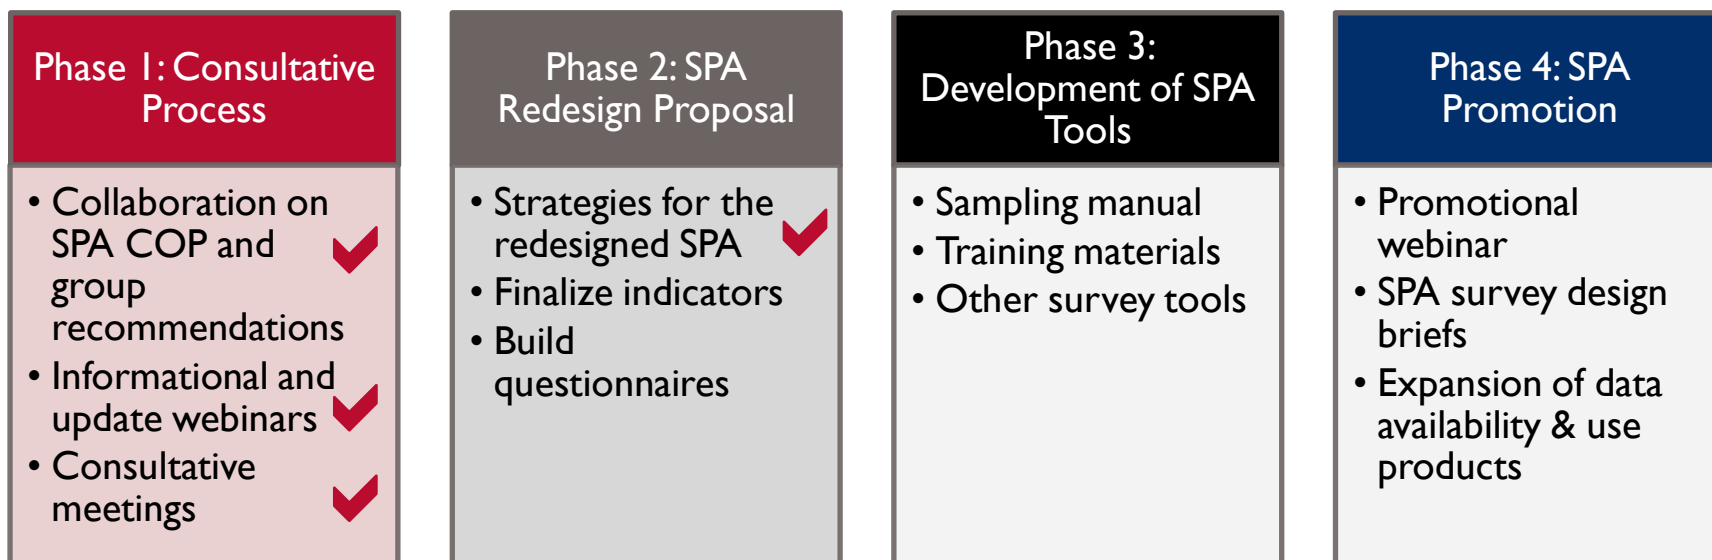 Phase 1: Consultative
Process
• Collaboration on
SPA COP and
group
recommendations
• Informational and
update webinars
• Consultative
meetings
Phase 2: SPA
Redesign Proposal
• Strategies for the
redesigned SPA
• Finalize indicators
• Build
questionnaires
Phase 3:
Development of SPA
Tools
• Sampling manual
• Training materials
• Other survey tools
Phase 4: SPA
Promotion
• Promotional
webinar
• SPA survey design
briefs
• Expansion of data
availability & use
products